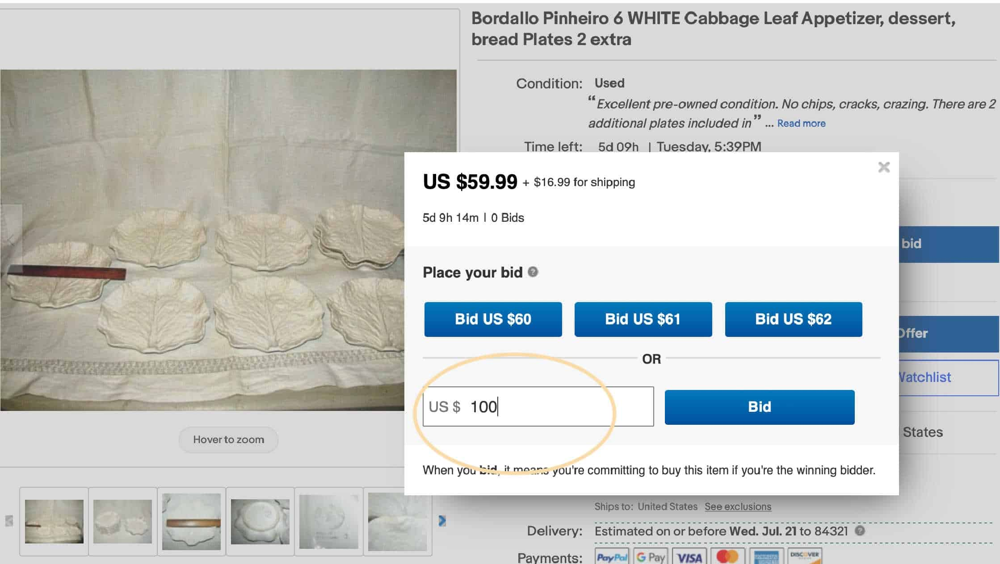 Bordallo Pinheiro 6 WHITE Cabbage Leaf Appetizer, dessert,
bread Plates 2 extra
Condition: Used
“Excellent pre-owned condition. No chips, cracks, crazing. There are 2
additional plates included in” ... Read more
Time left: 5d 09h | Tuesday, 5:39PM
US $59.99 + $16.99 for shipping
5d 9h 14m | 0 Bids
bid
Place your bid ?
Bid US $60 Bid US $61 Bid US $62
Offer
OR
Watchlist
US $ 100
Bid
States
Hover to zoom
When you bid, it means you're committing to buy this item if you're the winning bidder.
Ships to: United States See exclusions
Delivery: Estimated on or before Wed. Jul. 21 to 84321 ?
Payments: PayPal G Pay VISA DISCOVER